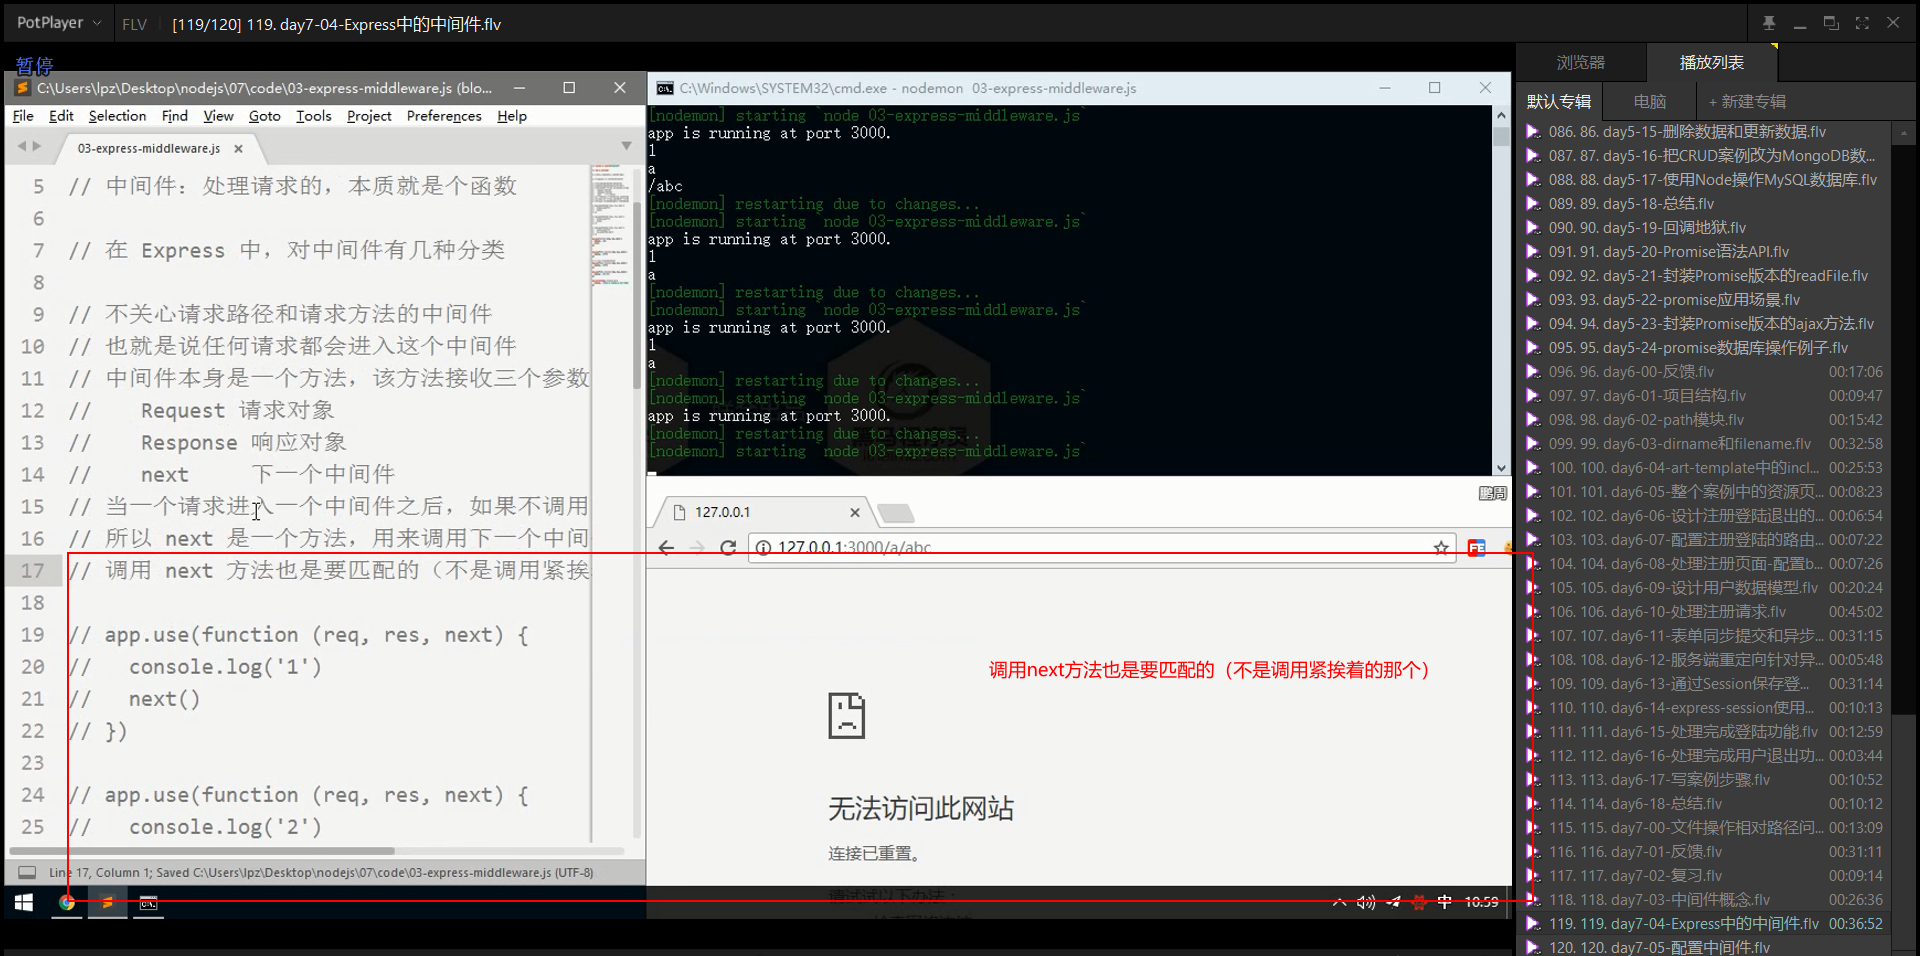 PotPlayer
FLV
[119/120] 119. day7-04-Express中的中间件.flv
暂停
C:\Users\lpz\Desktop\nodejs\07\code\03-express-middleware.js (blo...
File Edit Selection Find View Goto Tools Project Preferences Help
03-express-middleware.js
5 // 中间件：处理请求的，本质就是个函数
6
7 // 在 Express 中，对中间件有几种分类
8
9 // 不关心请求路径和请求方法的中间件
10 // 也就是说任何请求都会进入这个中间件
11 // 中间件本身是一个方法，该方法接收三个参数
12 // Request 请求对象
13 // Response 响应对象
14 // next 下一个中间件
15 // 当一个请求进入一个中间件之后，如果不调用
16 // 所以 next 是一个方法，用来调用下一个中间
17 // 调用 next 方法也是要匹配的（不是调用紧挨
18
19 // app.use(function (req, res, next) {
20 // console.log('1')
21 // next()
22 // })
23
24 // app.use(function (req, res, next) {
25 // console.log('2')
Line 17, Column 1; Saved C:\Users\lpz\Desktop\nodejs\07\code\03-express-middleware.js (UTF-8)
C:\Windows\SYSTEM32\cmd.exe - nodemon 03-express-middleware.js
[nodemon] starting `node 03-express-middleware.js`
app is running at port 3000.
1
a
/abc
[nodemon] restarting due to changes...
[nodemon] starting `node 03-express-middleware.js`
app is running at port 3000.
1
a
[nodemon] restarting due to changes...
[nodemon] starting `node 03-express-middleware.js`
app is running at port 3000.
1
a
[nodemon] restarting due to changes...
[nodemon] starting `node 03-express-middleware.js`
app is running at port 3000.
[nodemon] restarting due to changes...
[nodemon] starting `node 03-express-middleware.js`
127.0.0.1
127.0.0.1:3000/a/abc
调用next方法也是要匹配的（不是调用紧挨着的那个）
无法访问此网站
连接已重置。
请试试以下办法：
中
10:59
浏览器
播放列表
默认专辑
电脑
+ 新建专辑
086. 86. day5-15-删除数据和更新数据.flv
087. 87. day5-16-把CRUD案例改为MongoDB数...
088. 88. day5-17-使用Node操作MySQL数据库.flv
089. 89. day5-18-总结.flv
090. 90. day5-19-回调地狱.flv
091. 91. day5-20-Promise语法API.flv
092. 92. day5-21-封装Promise版本的readFile.flv
093. 93. day5-22-promise应用场景.flv
094. 94. day5-23-封装Promise版本的ajax方法.flv
095. 95. day5-24-promise数据库操作例子.flv
096. 96. day6-00-反馈.flv 00:17:06
097. 97. day6-01-项目结构.flv 00:09:47
098. 98. day6-02-path模块.flv 00:15:42
099. 99. day6-03-dirname和filename.flv 00:32:58
100. 100. day6-04-art-template中的incl... 00:25:53
101. 101. day6-05-整个案例中的资源页... 00:08:23
102. 102. day6-06-设计注册登陆退出的... 00:06:54
103. 103. day6-07-配置注册登陆的路由... 00:07:22
104. 104. day6-08-处理注册页面-配置b... 00:07:26
105. 105. day6-09-设计用户数据模型.flv 00:20:24
106. 106. day6-10-处理注册请求.flv 00:45:02
107. 107. day6-11-表单同步提交和异步... 00:31:15
108. 108. day6-12-服务端重定向针对异... 00:05:48
109. 109. day6-13-通过Session保存登... 00:31:14
110. 110. day6-14-express-session使用... 00:10:13
111. 111. day6-15-处理完成登陆功能.flv 00:12:59
112. 112. day6-16-处理完成用户退出功... 00:03:44
113. 113. day6-17-写案例步骤.flv 00:10:52
114. 114. day6-18-总结.flv 00:10:12
115. 115. day7-00-文件操作相对路径问... 00:13:09
116. 116. day7-01-反馈.flv 00:31:11
117. 117. day7-02-复习.flv 00:09:14
118. 118. day7-03-中间件概念.flv 00:26:36
119. 119. day7-04-Express中的中间件.flv 00:36:52
120. 120. day7-05-配置中间件.flv